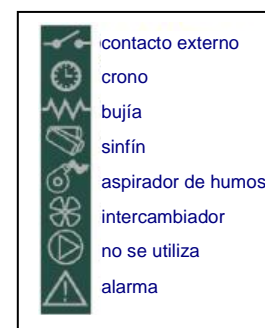 contacto externo
crono
bujía
sinfín
aspirador de humos
intercambiador
no se utiliza
alarma